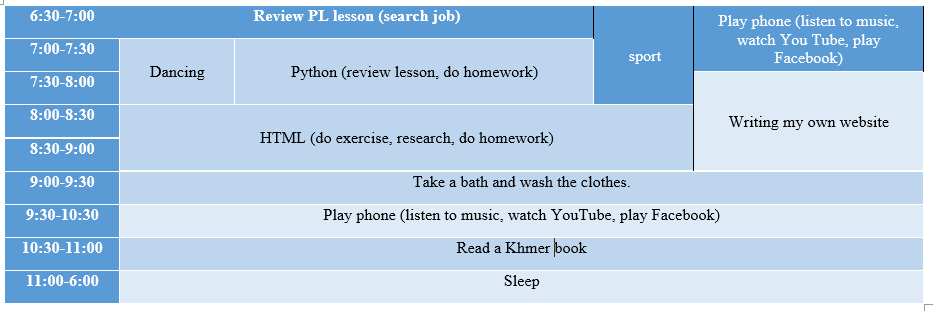 6:30-7:00
Review PL lesson (search job)
sport
Play phone (listen to music,
watch You Tube, play
Facebook)
7:00-7:30
Dancing
Python (review lesson, do homework)
7:30-8:00
Writing my own website
8:00-8:30
HTML (do exercise, research, do homework)
8:30-9:00
9:00-9:30
Take a bath and wash the clothes.
9:30-10:30
Play phone (listen to music, watch YouTube, play Facebook)
10:30-11:00
Read a Khmer book
11:00-6:00
Sleep